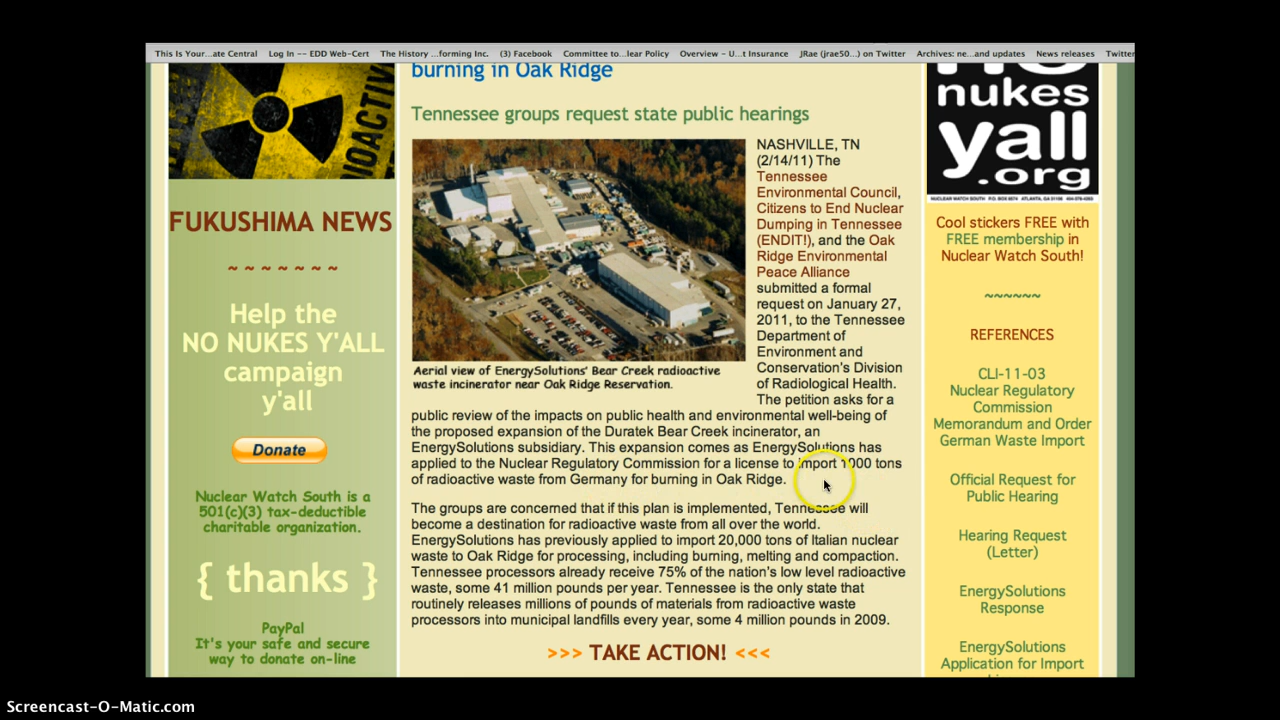 This Is Your...ate Central Log In -- EDD Web-Cert The History ...forming Inc. (3) Facebook Committee to...lear Policy Overview - U...t Insurance JRae (jrae50...) on Twitter Archives: ne...and updates News releases Twitter
OACTIV
FUKUSHIMA NEWS
~ ~ ~ ~ ~ ~ ~
Help the
NO NUKES Y'ALL
campaign
y'all
Donate
Nuclear Watch South is a
501(c)(3) tax-deductible
charitable organization.
{ thanks }
PayPal
It's your safe and secure
way to donate on-line
burning in Oak Ridge
Tennessee groups request state public hearings
NASHVILLE, TN
(2/14/11) The
Tennessee
Environmental Council,
Citizens to End Nuclear
Dumping in Tennessee
(ENDIT!), and the Oak
Ridge Environmental
Peace Alliance
submitted a formal
request on January 27,
2011, to the Tennessee
Department of
Environment and
Conservation's Division
of Radiological Health.
The petition asks for a
Aerial view of EnergySolutions' Bear Creek radioactive
waste incinerator near Oak Ridge Reservation.
public review of the impacts on public health and environmental well-being of
the proposed expansion of the Duratek Bear Creek incinerator, an
EnergySolutions subsidiary. This expansion comes as EnergySolutions has
applied to the Nuclear Regulatory Commission for a license to import 1000 tons
of radioactive waste from Germany for burning in Oak Ridge.
The groups are concerned that if this plan is implemented, Tennessee will
become a destination for radioactive waste from all over the world.
EnergySolutions has previously applied to import 20,000 tons of Italian nuclear
waste to Oak Ridge for processing, including burning, melting and compaction.
Tennessee processors already receive 75% of the nation's low level radioactive
waste, some 41 million pounds per year. Tennessee is the only state that
routinely releases millions of pounds of materials from radioactive waste
processors into municipal landfills every year, some 4 million pounds in 2009.
>>> TAKE ACTION! <<<
no
nukes
yall
.org
NUCLEAR WATCH SOUTH P.O. BOX 8574 ATLANTA, GA 31106 404-378-4263
Cool stickers FREE with
FREE membership in
Nuclear Watch South!
~~~~~~
REFERENCES
CLI-11-03
Nuclear Regulatory
Commission
Memorandum and Order
German Waste Import
Official Request for
Public Hearing
Hearing Request
(Letter)
EnergySolutions
Response
EnergySolutions
Application for Import
Screencast-O-Matic.com